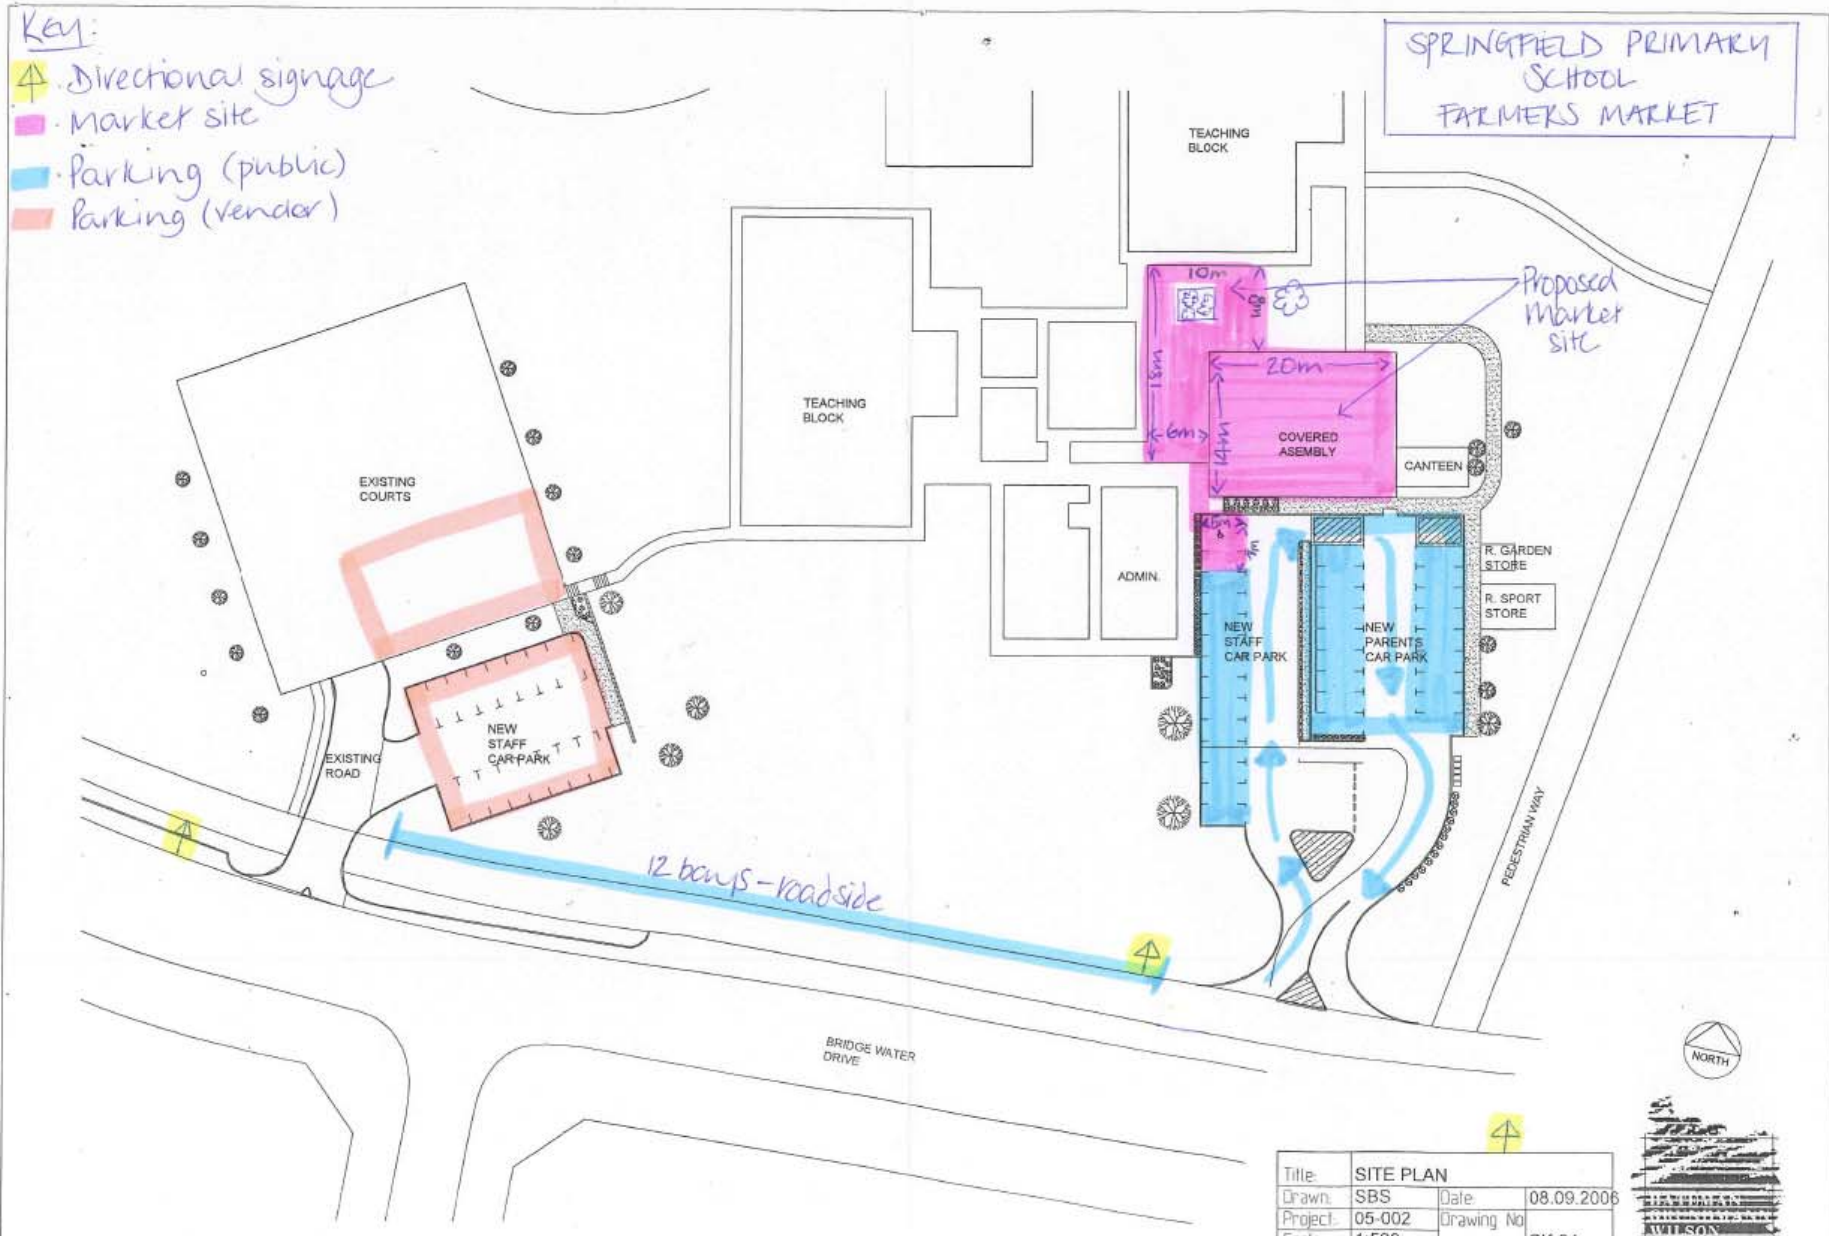 Key:
Directional signage
Market site
Parking (public)
Parking (vendor)
SPRINGFIELD PRIMARY
SCHOOL
FARMERS MARKET
TEACHING
BLOCK
10m
8m
Proposed
Market
site
20m
6m
14m
COVERED
ASEMBLY
CANTEEN
TEACHING
BLOCK
EXISTING
COURTS
5m
ADMIN.
R. GARDEN
STORE
R. SPORT
STORE
NEW
STAFF
CAR PARK
NEW
PARENTS
CAR PARK
NEW
STAFF
CAR PARK
EXISTING
ROAD
12 bays - roadside
PEDESTRIAN WAY
BRIDGE WATER
DRIVE
NORTH
Title: SITE PLAN
Drawn: SBS Date: 08.09.2006
Project: 05-002 Drawing No
WILSON